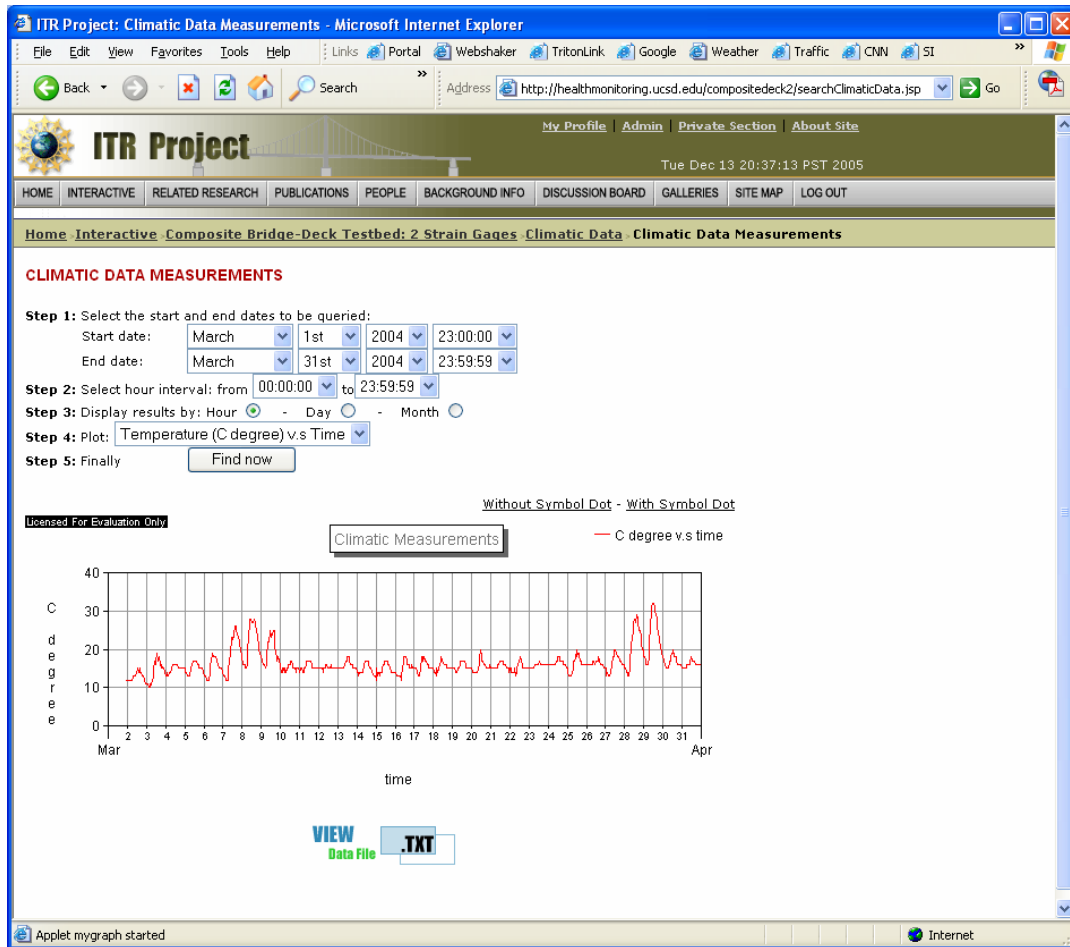 ITR Project: Climatic Data Measurements - Microsoft Internet Explorer
File Edit View Favorites Tools Help Links Portal Webshaker TritonLink Google Weather Traffic CNN SI »
Back Search » Address http://healthmonitoring.ucsd.edu/compositedeck2/searchClimaticData.jsp Go
My Profile | Admin | Private Section | About Site
ITR Project
Tue Dec 13 20:37:13 PST 2005
HOME INTERACTIVE RELATED RESEARCH PUBLICATIONS PEOPLE BACKGROUND INFO DISCUSSION BOARD GALLERIES SITE MAP LOG OUT
Home Interactive Composite Bridge-Deck Testbed: 2 Strain Gages Climatic Data Climatic Data Measurements
CLIMATIC DATA MEASUREMENTS
Step 1: Select the start and end dates to be queried:
Start date: March 1st 2004 23:00:00
End date: March 31st 2004 23:59:59
Step 2: Select hour interval: from 00:00:00 to 23:59:59
Step 3: Display results by: Hour - Day - Month
Step 4: Plot: Temperature (C degree) v.s Time
Step 5: Finally Find now
Without Symbol Dot - With Symbol Dot
Licensed For Evaluation Only
Climatic Measurements
C degree v.s time
C degree
40
30
20
10
0
2 3 4 5 6 7 8 9 10 11 12 13 14 15 16 17 18 19 20 21 22 23 24 25 26 27 28 29 30 31
Mar Apr
time
VIEW
Data File
.TXT
Applet mygraph started Internet